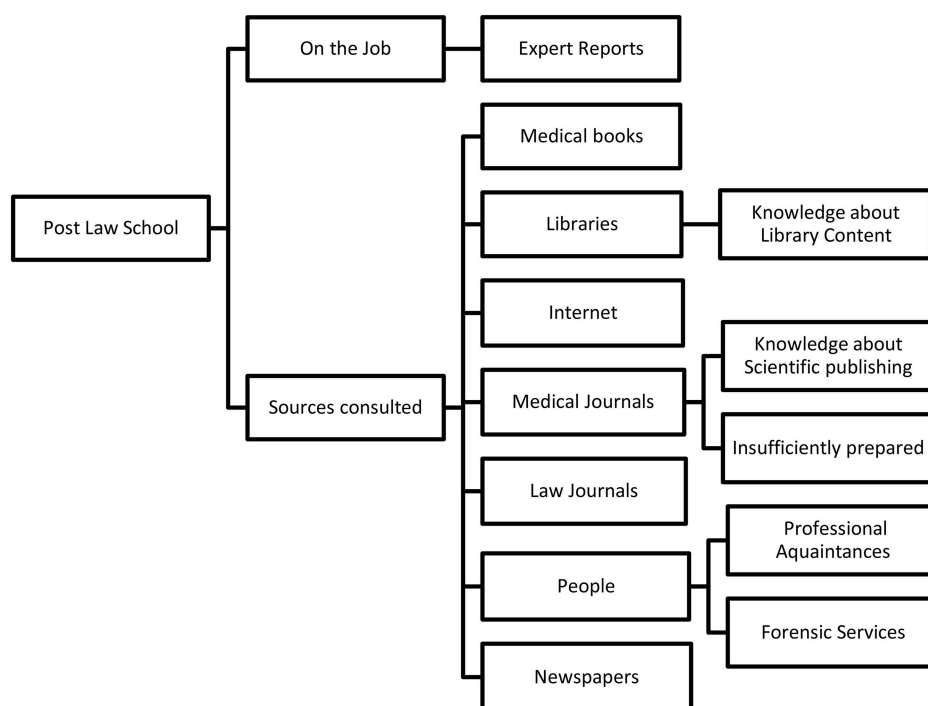 On the Job
Expert Reports
Medical books
Post Law School
Libraries
Knowledge about
Library Content
Internet
Knowledge about
Scientific publishing
Sources consulted
Medical Journals
Insufficiently prepared
Law Journals
Professional
Aquaintances
People
Forensic Services
Newspapers